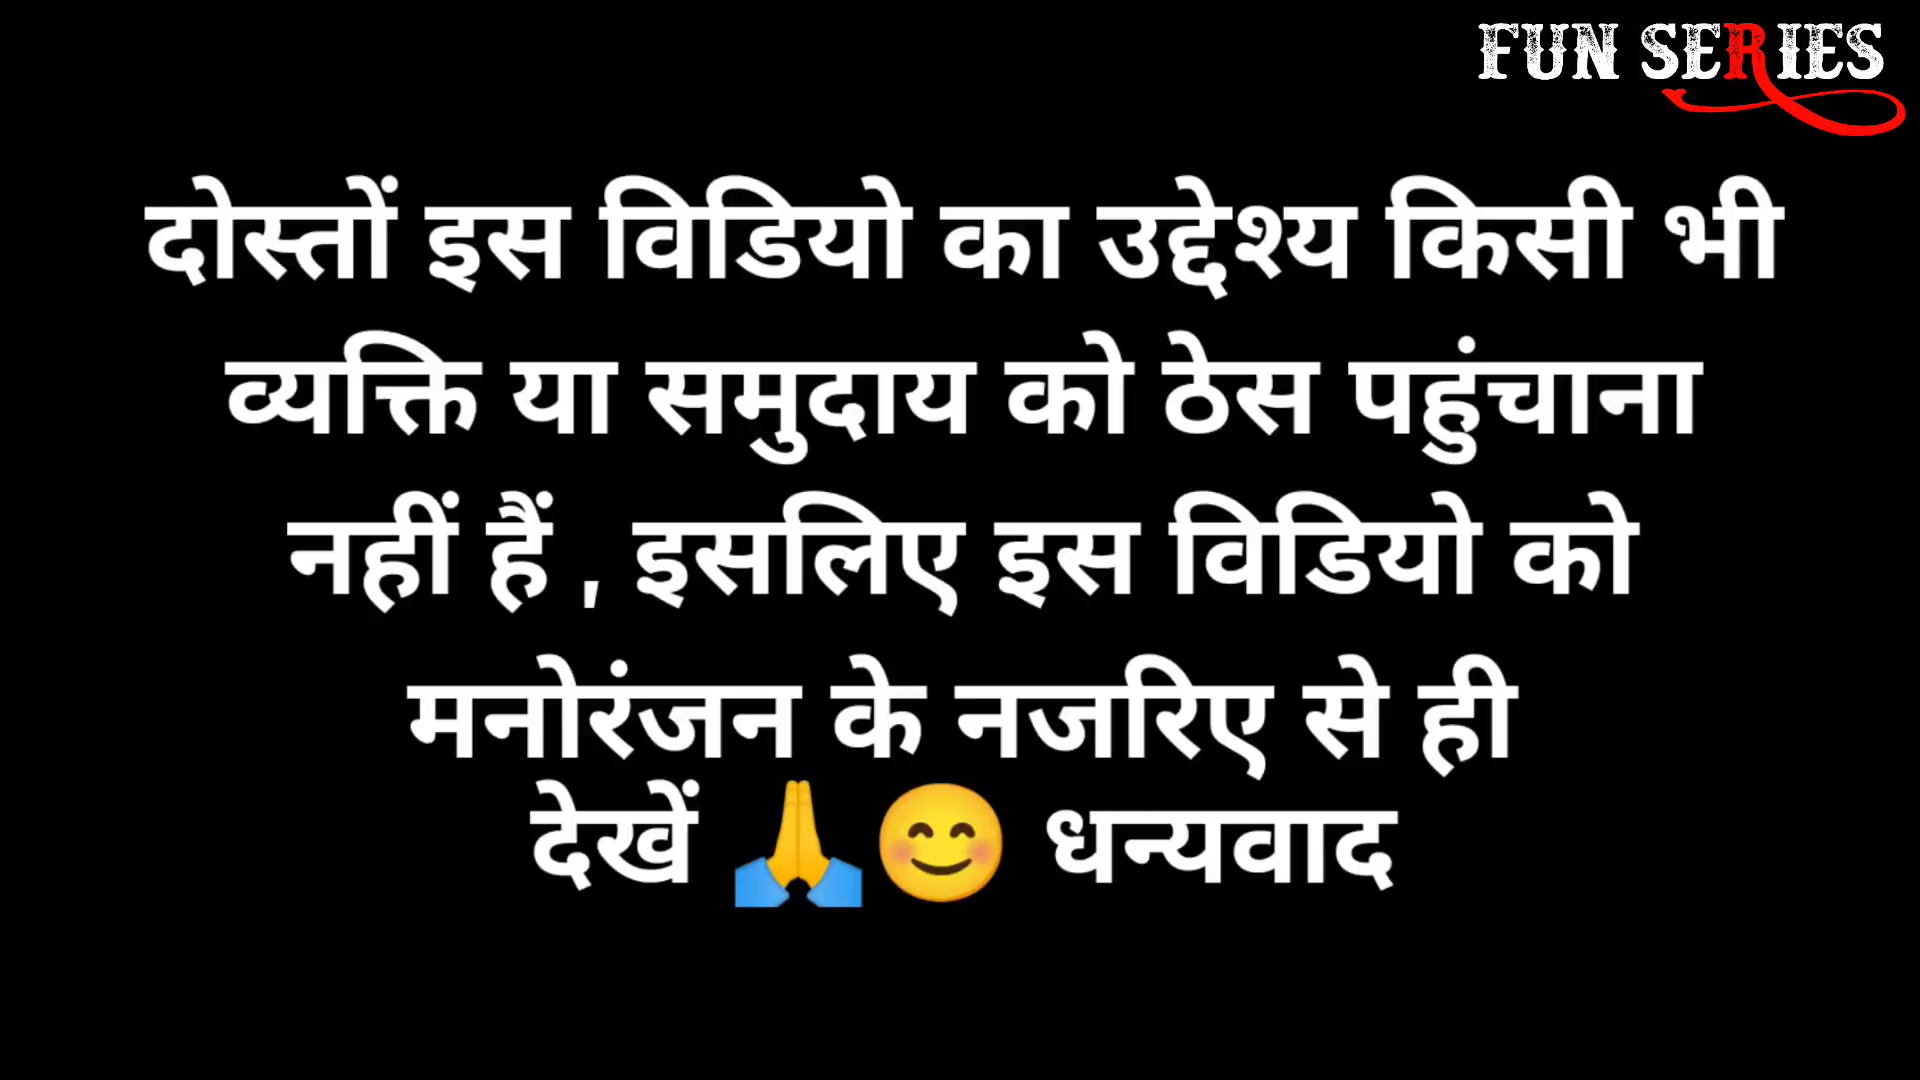 FUN SERIES
दोस्तों इस विडियो का उद्देश्य किसी भी
व्यक्ति या समुदाय को ठेस पहुंचाना
नहीं हैं , इसलिए इस विडियो को
मनोरंजन के नजरिए से ही
देखें 🙏😊 धन्यवाद